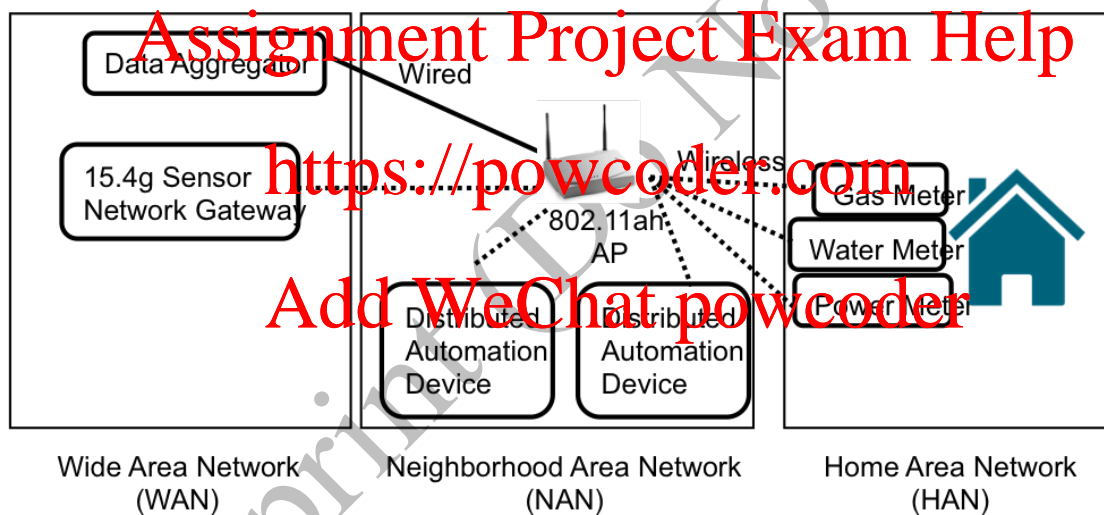 Assignment Project Exam Help
Data Aggregator
Wired
https://powcoder.com
Wireless
15.4g Sensor
Network Gateway
802.11ah
AP
Gas Meter
Water Meter
Power Meter
Add WeChat powcoder
Distributed
Automation
Device
Distributed
Automation
Device
Wide Area Network
(WAN)
Neighborhood Area Network
(NAN)
Home Area Network
(HAN)